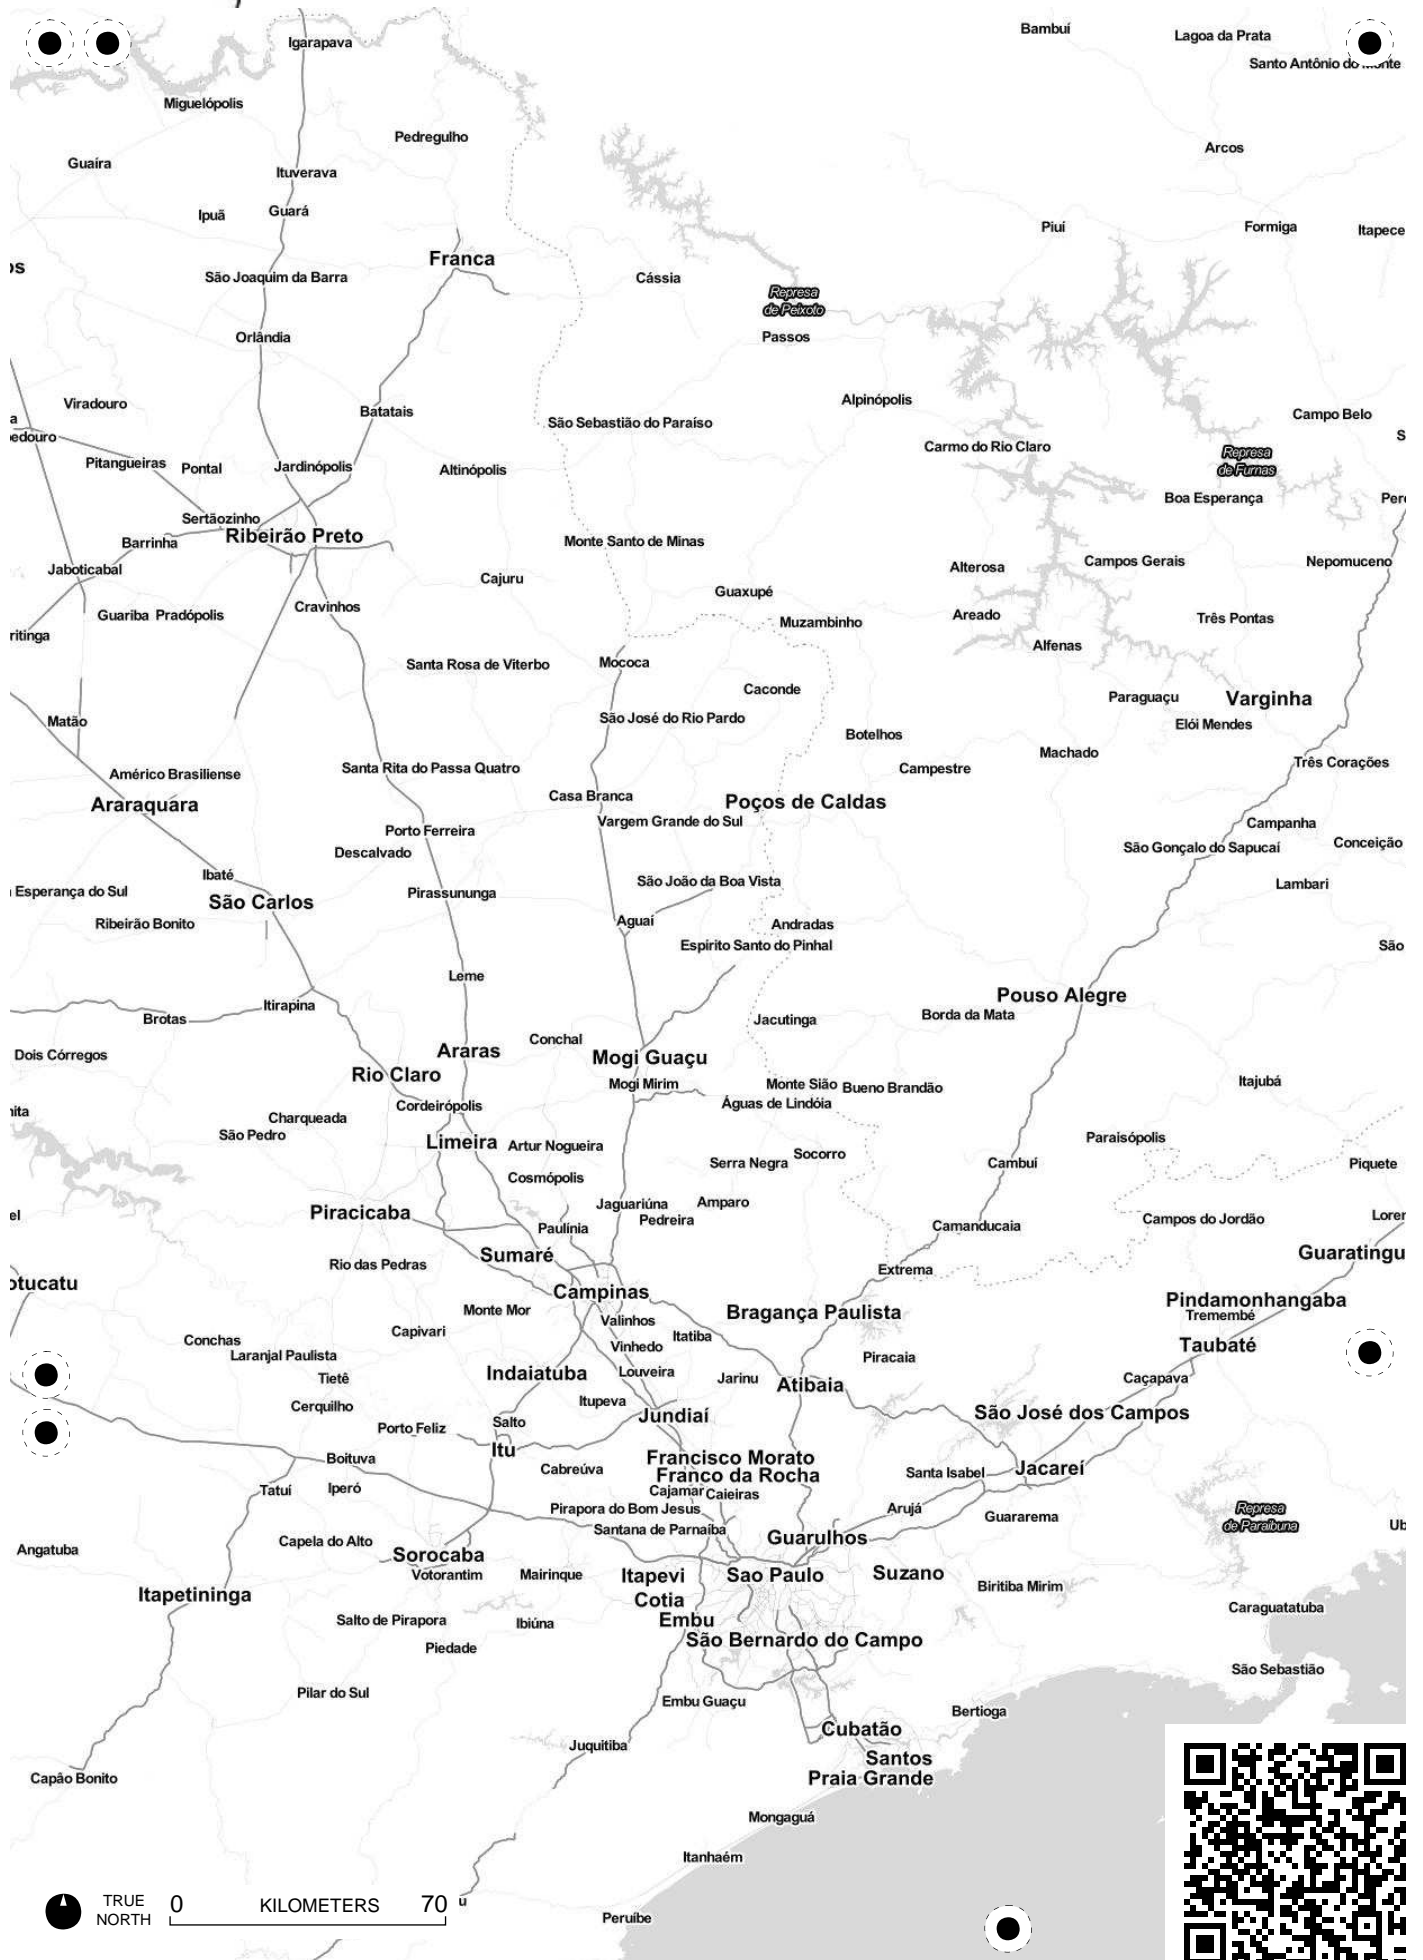 Igarapava
Bambuí
Lagoa da Prata
Santo Antônio do Monte
Miguelópolis
Pedregulho
Arcos
Guaíra
Ituverava
Ipuã
Guará
Piuí
Formiga
Itapece
os
Franca
São Joaquim da Barra
Cássia
Represa
de Peixoto
Orlândia
Passos
Viradouro
Batatais
Alpinópolis
São Sebastião do Paraíso
Campo Belo
a
bedouro
Carmo do Rio Claro
S
Represa
de Furnas
Pitangueiras
Pontal
Jardinópolis
Altinópolis
Boa Esperança
Perd
Sertãozinho
Ribeirão Preto
Barrinha
Monte Santo de Minas
Jaboticabal
Alterosa
Campos Gerais
Nepomuceno
Cajuru
Guaxupé
Guariba
Pradópolis
Cravinhos
Muzambinho
Areado
Três Pontas
ritinga
Alfenas
Santa Rosa de Viterbo
Mococa
Caconde
Paraguaçu
Varginha
Matão
São José do Rio Pardo
Elói Mendes
Botelhos
Machado
Américo Brasiliense
Santa Rita do Passa Quatro
Campestre
Três Corações
Casa Branca
Araraquara
Poços de Caldas
Vargem Grande do Sul
Campanha
Porto Ferreira
Descalvado
São Gonçalo do Sapucaí
Conceição
Ibaté
São João da Boa Vista
Lambari
Esperança do Sul
São Carlos
Pirassununga
Ribeirão Bonito
Aguaí
Andradas
Espírito Santo do Pinhal
São
Leme
Pouso Alegre
Itirapina
Brotas
Jacutinga
Borda da Mata
Dois Córregos
Araras
Conchal
Mogi Guaçu
Rio Claro
Mogi Mirim
Monte Sião
Bueno Brandão
Itajubá
nita
Cordeirópolis
Águas de Lindóia
Charqueada
São Pedro
Limeira
Artur Nogueira
Paraisópolis
Serra Negra
Socorro
Cambuí
Piquete
Cosmópolis
Piracicaba
Jaguariúna
Amparo
el
Paulínia
Pedreira
Camanducaia
Campos do Jordão
Loren
Rio das Pedras
Sumaré
Extrema
Guaratingu
otucatu
Campinas
Monte Mor
Bragança Paulista
Pindamonhangaba
Tremembé
Conchas
Capivari
Valinhos
Itatiba
Laranjal Paulista
Vinhedo
Piracaia
Taubaté
Tietê
Indaiatuba
Louveira
Jarinu
Atibaia
Caçapava
Cerquilho
Itupeva
Porto Feliz
Salto
Jundiaí
São José dos Campos
Itu
Boituva
Cabreúva
Francisco Morato
Franco da Rocha
Santa Isabel
Jacareí
Tatuí
Iperó
Cajamar
Caieiras
Pirapora do Bom Jesus
Arujá
Guararema
Represa
de Paraibuna
Santana de Parnaíba
Guarulhos
Ub
Angatuba
Capela do Alto
Sorocaba
Votorantim
Mairinque
Itapevi
Sao Paulo
Suzano
Itapetininga
Cotia
Biritiba Mirim
Salto de Pirapora
Ibiúna
Embu
Caraguatatuba
Piedade
São Bernardo do Campo
São Sebastião
Pilar do Sul
Embu Guaçu
Bertioga
Cubatão
Juquitiba
Santos
Capão Bonito
Praia Grande
Mongaguá
Itanhaém
TRUE
NORTH
0
KILOMETERS
70
u
Peruíbe